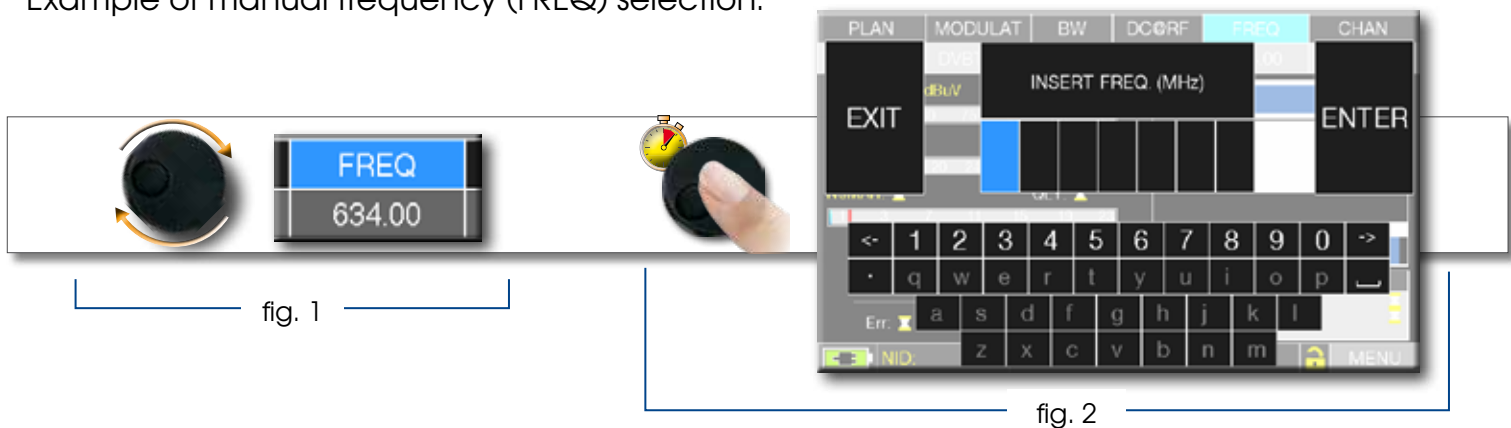 Example of manual frequency (FREQ) selection:
PLAN MODULAT BW DC@RF FREQ CHAN
EXIT
INSERT FREQ. (MHz)
ENTER
dBuV
FREQ
634.00
<- 1 2 3 4 5 6 7 8 9 0 ->
. q w e r t y u i o p
a s d f g h j k l
Err:
z x c v b n m
NID:
MENU
fig. 1
fig. 2